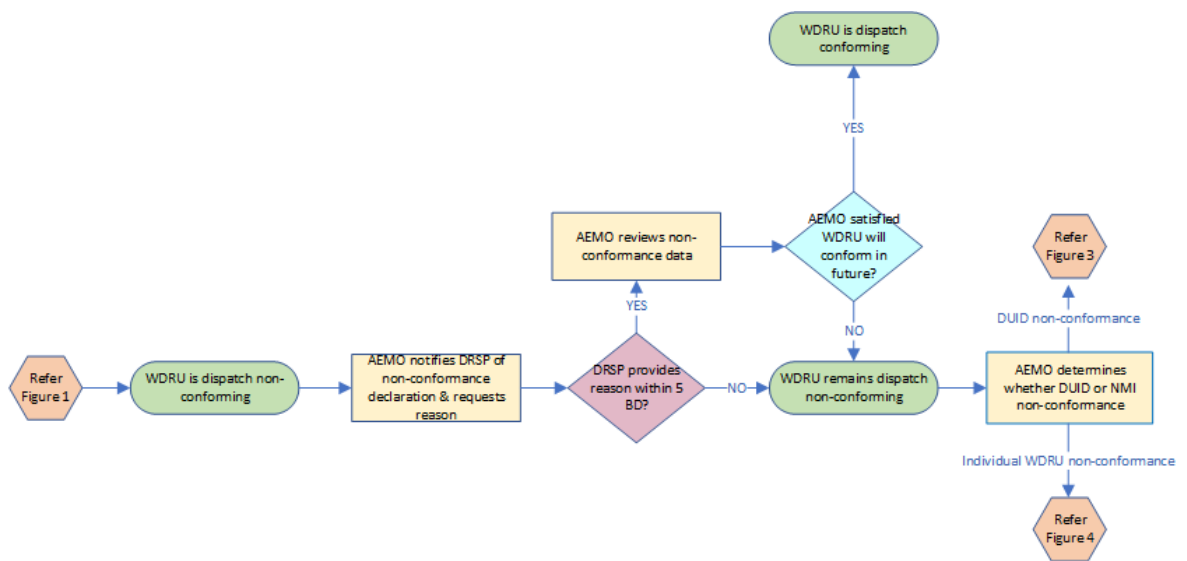 WDRU is dispatch
conforming
YES
AEMO reviews non-
conformance data
AEMO satisfied
WDRU will
conform in
future?
Refer
Figure 3
YES
NO
DUID non-conformance
Refer
Figure 1
WDRU is dispatch non-
conforming
AEMO notifies DRSP of
non-conformance
declaration & requests
reason
DRSP provides
reason within 5
BD?
NO
WDRU remains dispatch
non-conforming
AEMO determines
whether DUID or NMI
non-conformance
Individual WDRU non-conformance
Refer
Figure 4